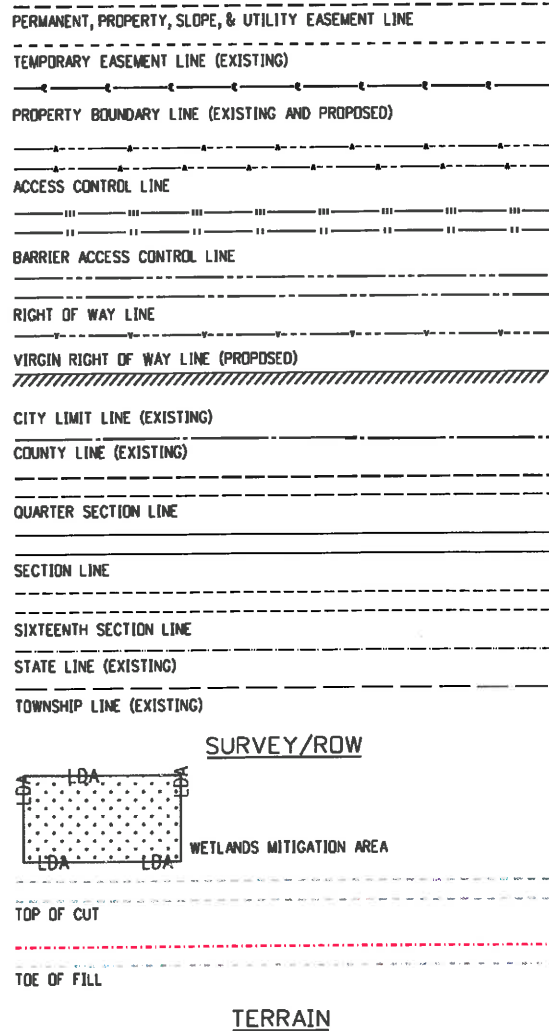 PERMANENT, PROPERTY, SLOPE, & UTILITY EASEMENT LINE
TEMPORARY EASEMENT LINE (EXISTING)
PROPERTY BOUNDARY LINE (EXISTING AND PROPOSED)
ACCESS CONTROL LINE
BARRIER ACCESS CONTROL LINE
RIGHT OF WAY LINE
VIRGIN RIGHT OF WAY LINE (PROPOSED)
CITY LIMIT LINE (EXISTING)
COUNTY LINE (EXISTING)
QUARTER SECTION LINE
SECTION LINE
SIXTEENTH SECTION LINE
STATE LINE (EXISTING)
TOWNSHIP LINE (EXISTING)
SURVEY/ROW
LDA
LDA
LDA
WETLANDS MITIGATION AREA
LDA
LDA
TOP OF CUT
TOE OF FILL
TERRAIN